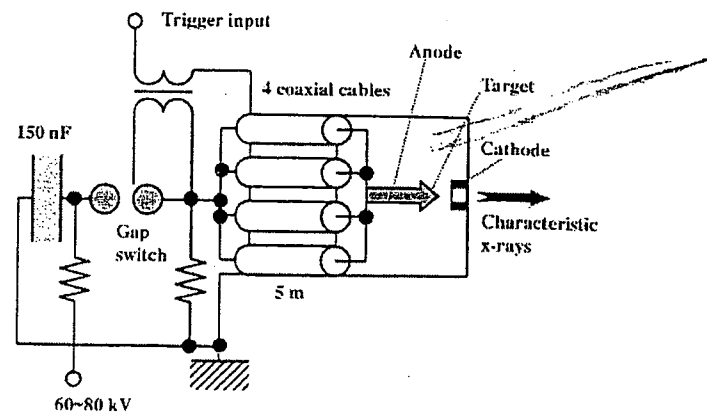 Trigger input
Anode
4 coaxial cables
Target
150 nF
Cathode
Gap
switch
Characteristic
x-rays
5 m
60~80 kV